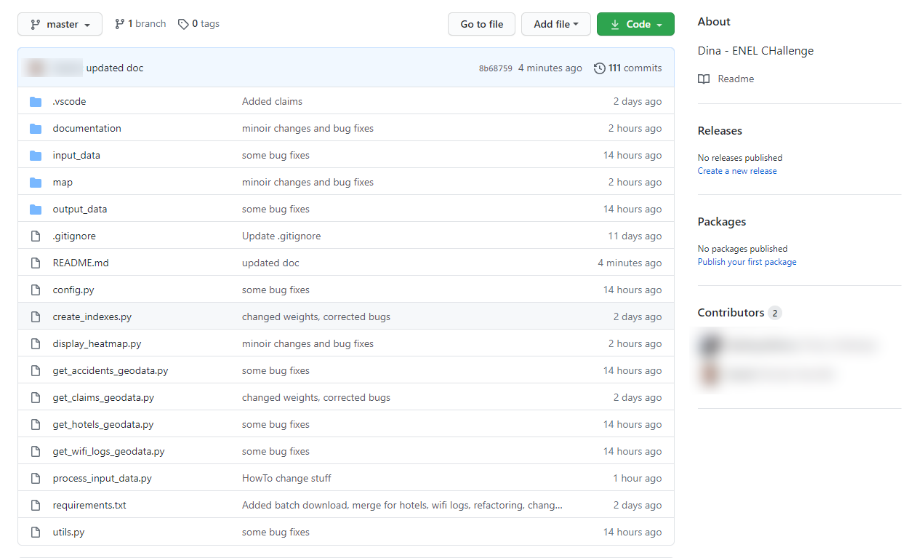 master
1 branch
0 tags
Go to file
Add file
Code
updated doc
8b68759 4 minutes ago
111 commits
.vscode Added claims 2 days ago
documentation minoir changes and bug fixes 2 hours ago
input_data some bug fixes 14 hours ago
map minoir changes and bug fixes 2 hours ago
output_data some bug fixes 14 hours ago
.gitignore Update .gitignore 11 days ago
README.md updated doc 4 minutes ago
config.py some bug fixes 14 hours ago
create_indexes.py changed weights, corrected bugs 2 days ago
display_heatmap.py minoir changes and bug fixes 2 hours ago
get_accidents_geodata.py some bug fixes 14 hours ago
get_claims_geodata.py changed weights, corrected bugs 2 days ago
get_hotels_geodata.py some bug fixes 14 hours ago
get_wifi_logs_geodata.py some bug fixes 14 hours ago
process_input_data.py HowTo change stuff 1 hour ago
requirements.txt Added batch download, merge for hotels, wifi logs, refactoring, chang... 2 days ago
utils.py some bug fixes 14 hours ago
About
Dina - ENEL CHallenge
Readme
Releases
No releases published
Create a new release
Packages
No packages published
Publish your first package
Contributors 2